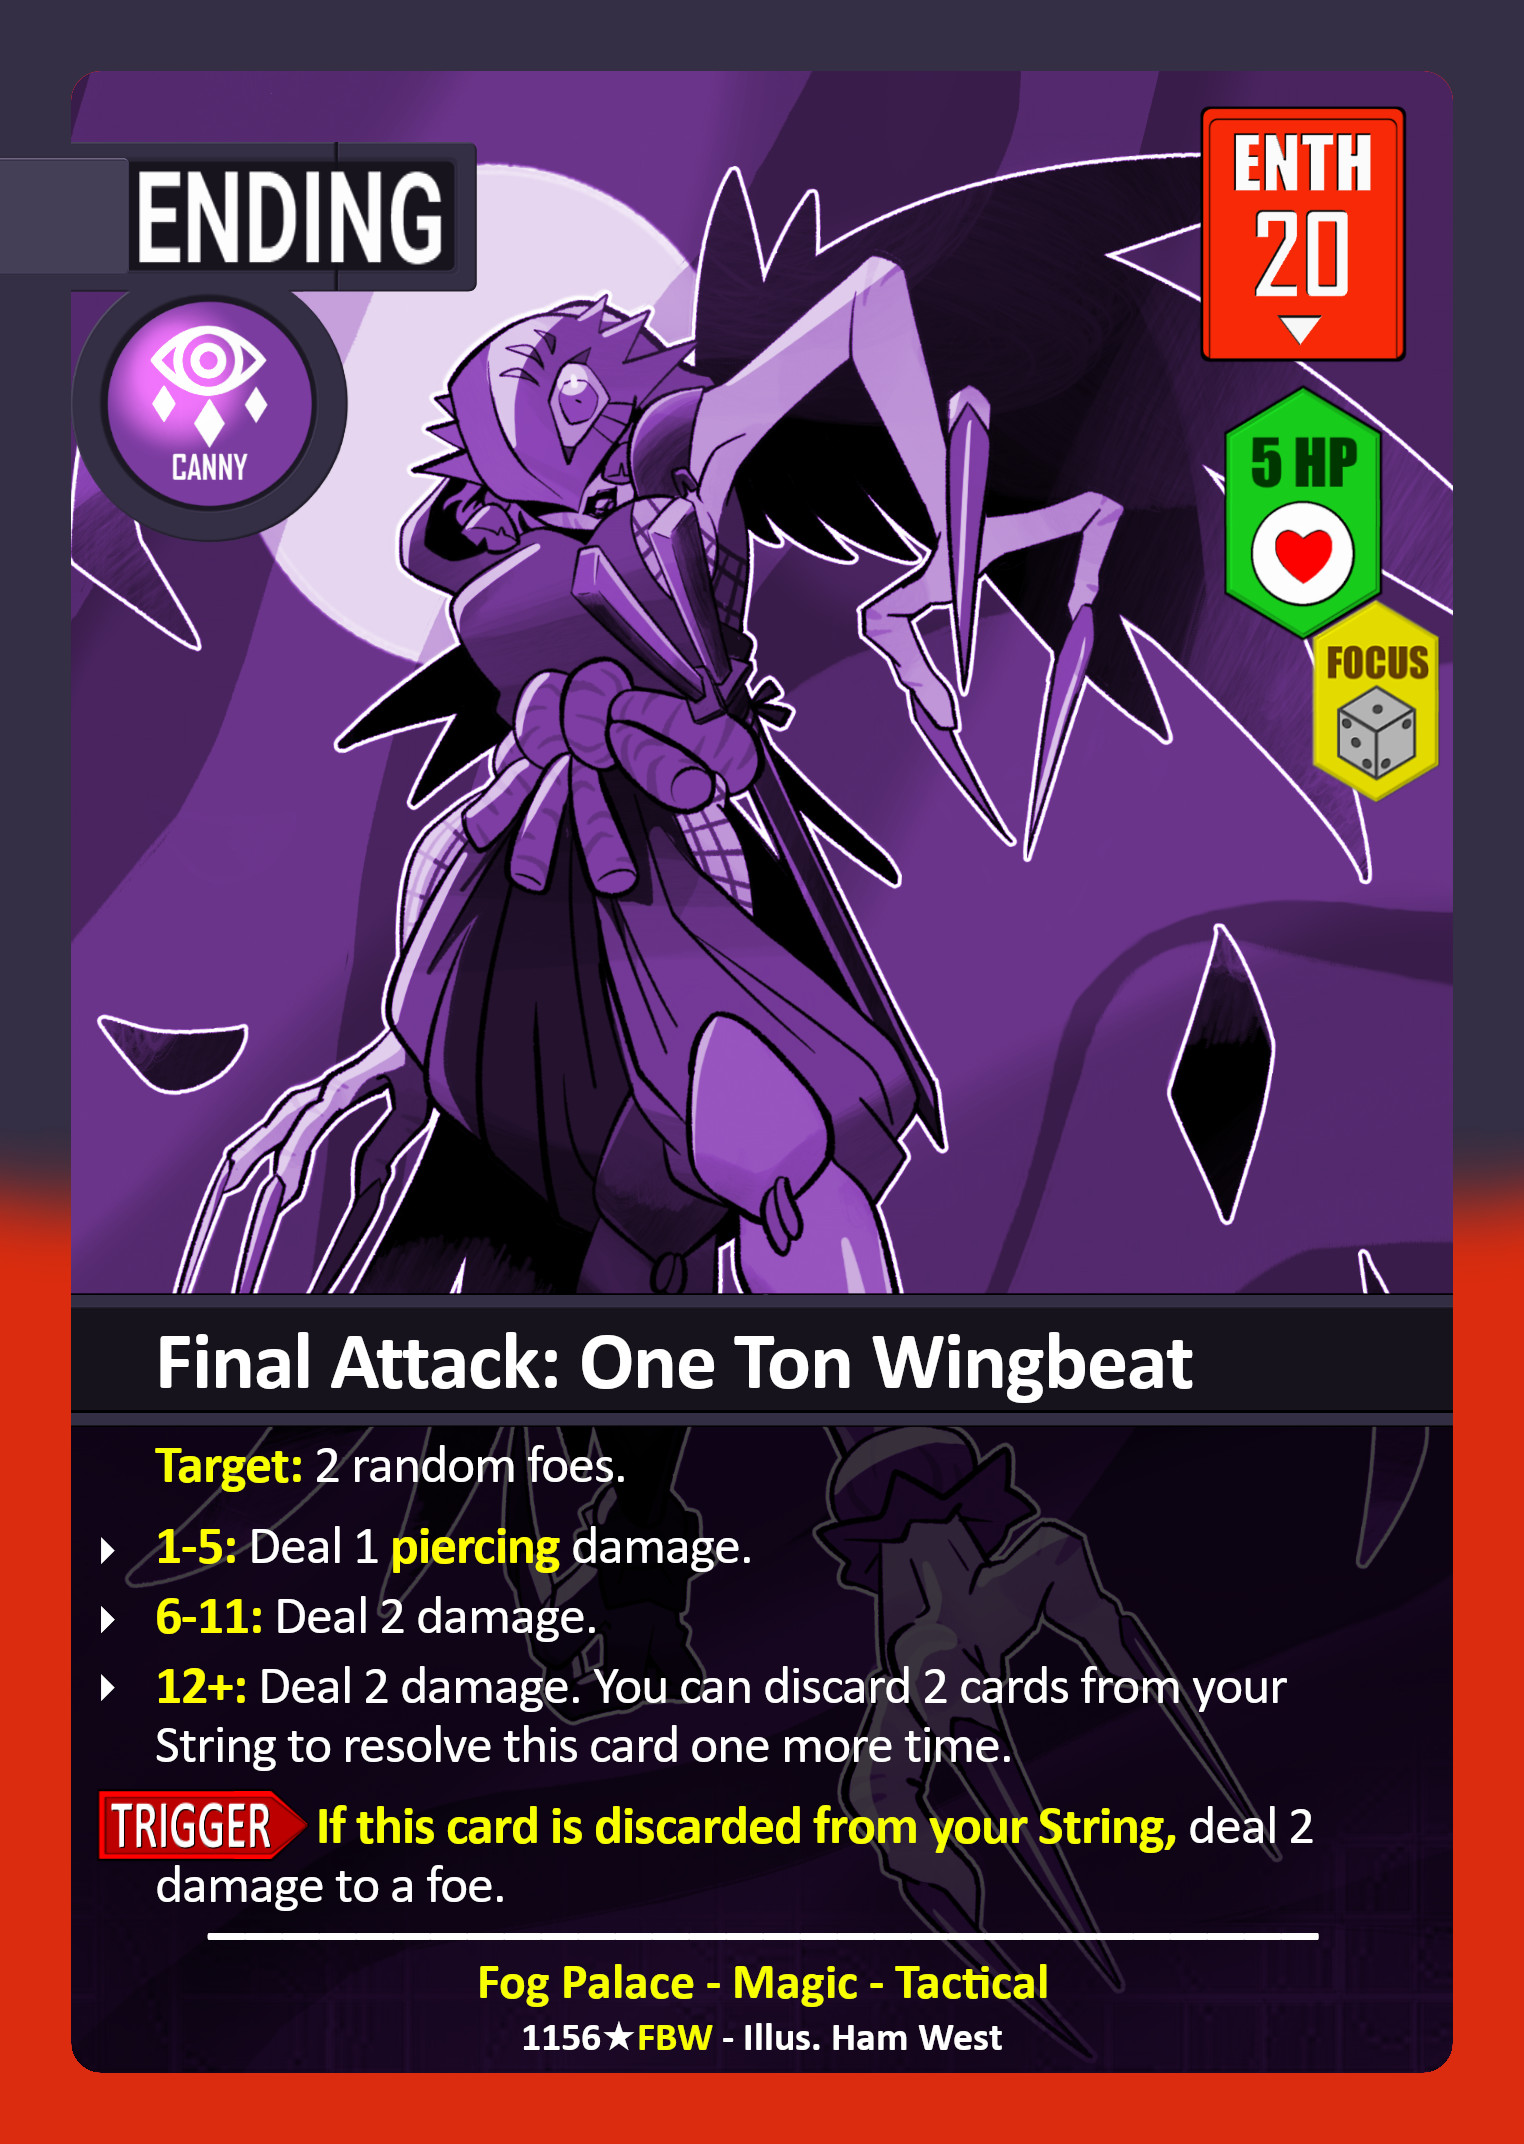 ENDING
ENTH
20
CANNY
5 HP
FOCUS
Final Attack: One Ton Wingbeat
Target: 2 random foes.
1-5: Deal 1 piercing damage.
6-11: Deal 2 damage.
12+: Deal 2 damage. You can discard 2 cards from your
String to resolve this card one more time.
TRIGGER If this card is discarded from your String, deal 2
damage to a foe.
Fog Palace - Magic - Tactical
1156★FBW - Illus. Ham West